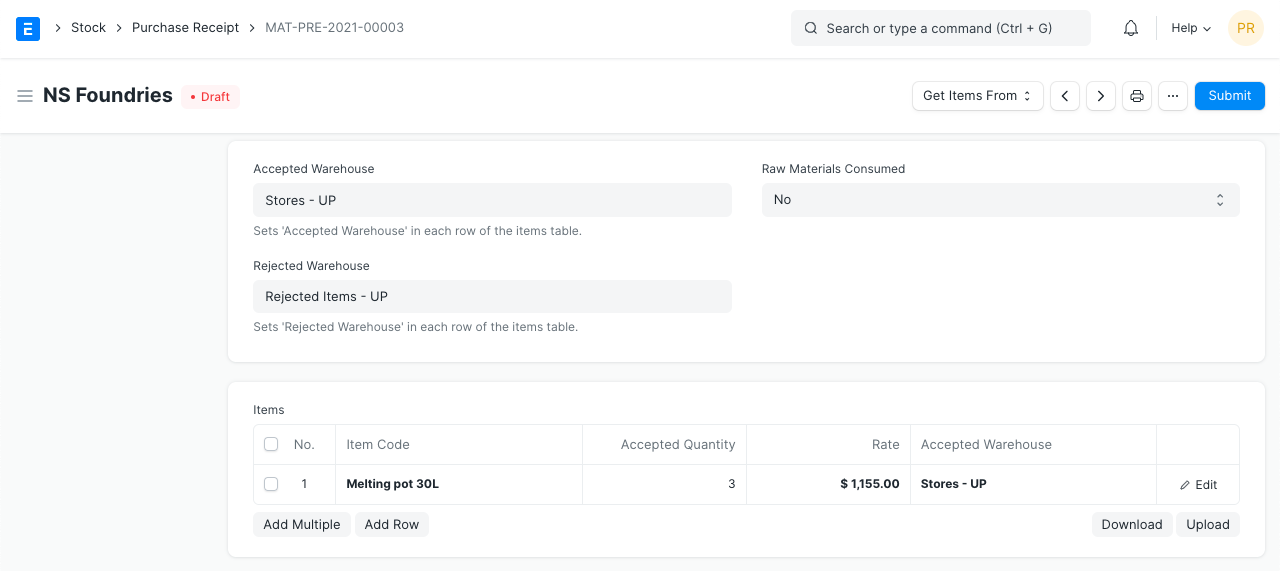 E Stock Purchase Receipt MAT-PRE-2021-00003 Search or type a command (Ctrl + G) Help PR
NS Foundries • Draft Get Items From ... Submit
Accepted Warehouse Raw Materials Consumed
Stores - UP No
Sets 'Accepted Warehouse' in each row of the items table.
Rejected Warehouse
Rejected Items - UP
Sets 'Rejected Warehouse' in each row of the items table.
Items
No. Item Code Accepted Quantity Rate Accepted Warehouse
1 Melting pot 30L 3 $ 1,155.00 Stores - UP Edit
Add Multiple Add Row Download Upload